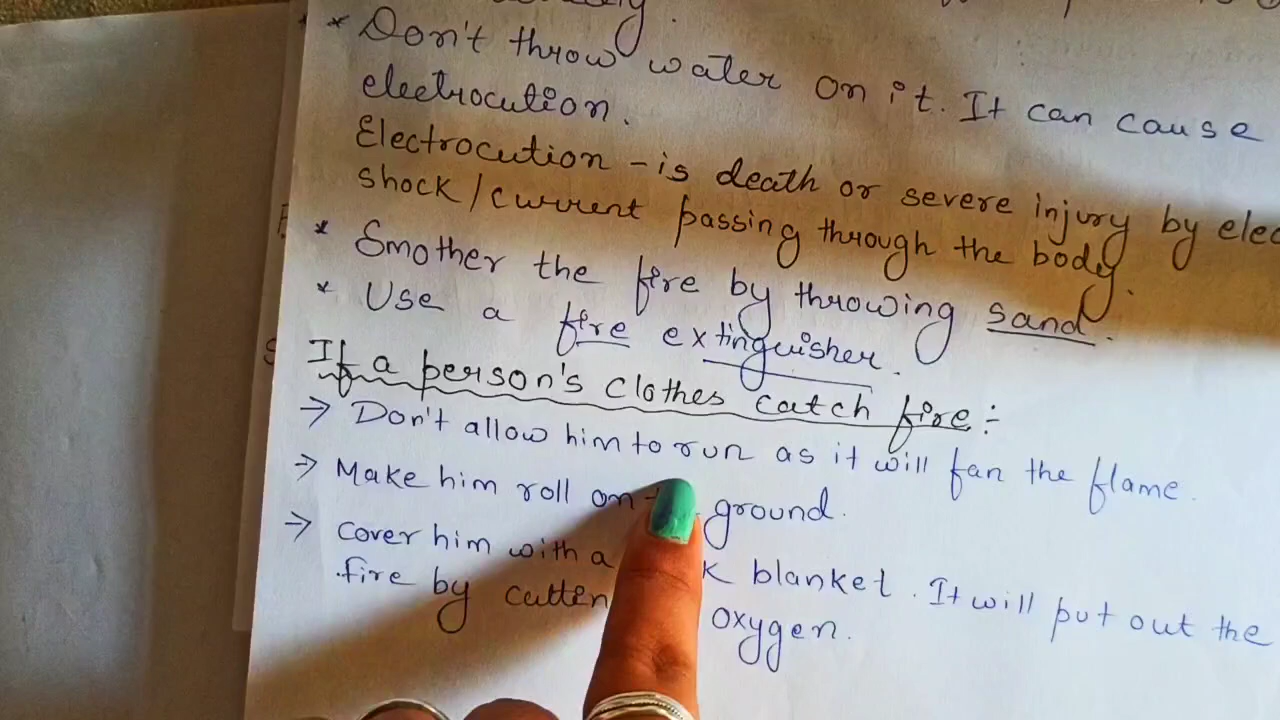 * Don't throw water on it. It can cause
electrocution.
Electrocution - is death or severe injury by elec
shock/current passing through the body.
* Smother the fire by throwing sand.
* Use a fire extinguisher.
If a person's clothes catch fire :-
→ Don't allow him to run as it will fan the flame.
→ Make him roll on ground.
→ Cover him with a blanket. It will put out the
fire by oxygen.